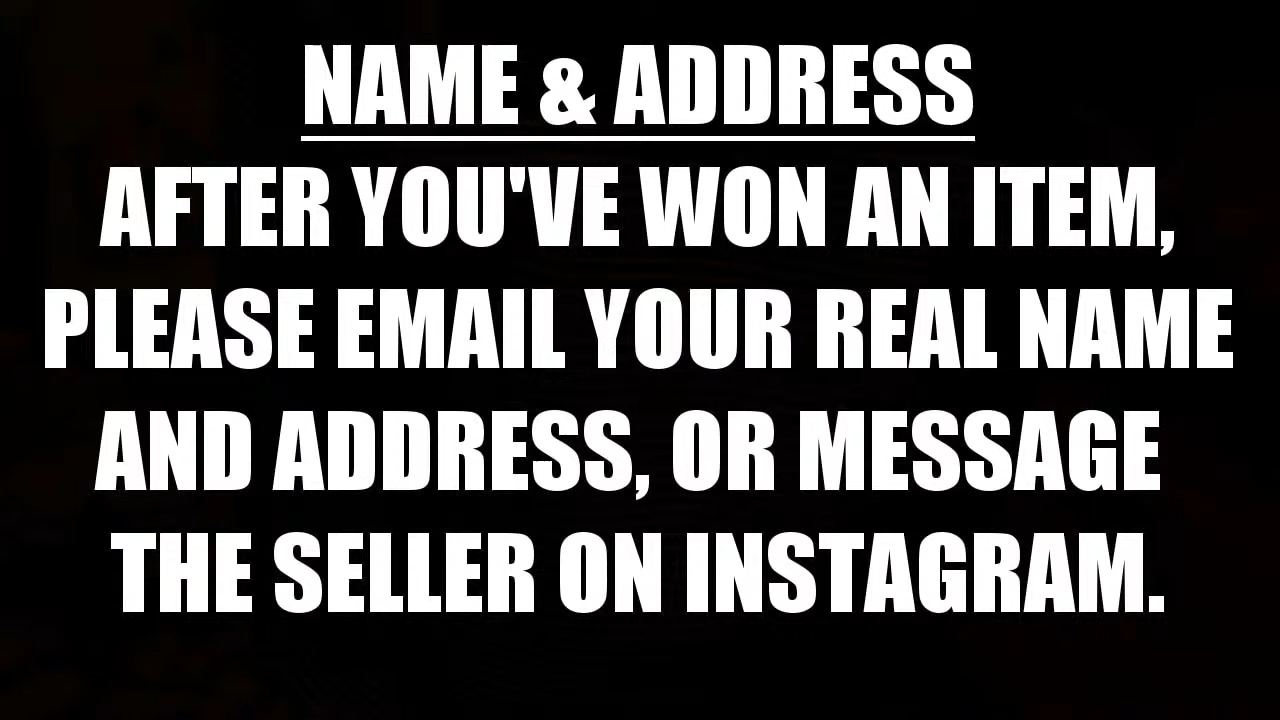 NAME & ADDRESS
AFTER YOU'VE WON AN ITEM,
PLEASE EMAIL YOUR REAL NAME
AND ADDRESS, OR MESSAGE
THE SELLER ON INSTAGRAM.